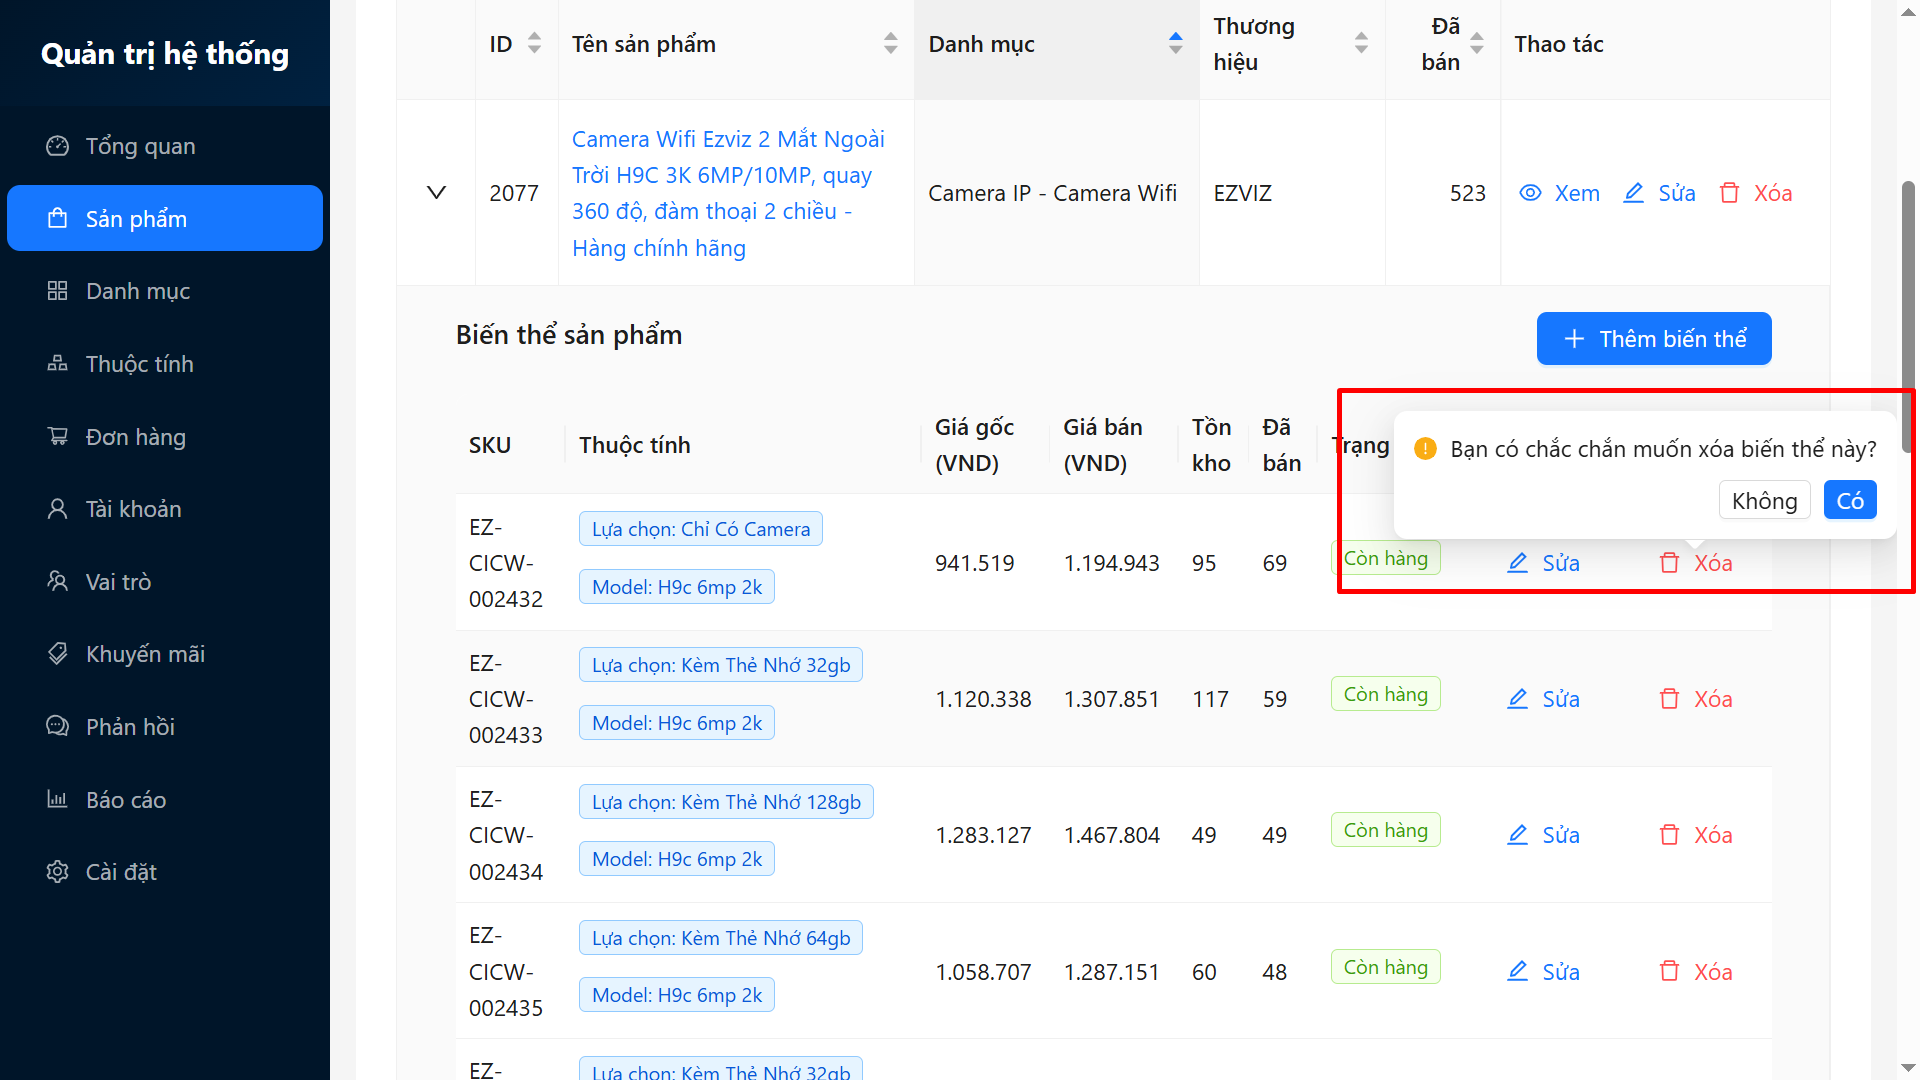 Quản trị hệ thống
Tổng quan
Sản phẩm
Danh mục
Thuộc tính
Đơn hàng
Tài khoản
Vai trò
Khuyến mãi
Phản hồi
Báo cáo
Cài đặt
ID
Tên sản phẩm
Danh mục
Thương
hiệu
Đã
bán
Thao tác
2077
Camera Wifi Ezviz 2 Mắt Ngoài
Trời H9C 3K 6MP/10MP, quay
360 độ, đàm thoại 2 chiều -
Hàng chính hãng
Camera IP - Camera Wifi
EZVIZ
523
Xem
Sửa
Xóa
Biến thể sản phẩm
Thêm biến thể
SKU
Thuộc tính
Giá gốc
(VND)
Giá bán
(VND)
Tồn
kho
Đã
bán
Trạng
Bạn có chắc chắn muốn xóa biến thể này?
Không
Có
EZ-
CICW-
002432
Lựa chọn: Chỉ Có Camera
Model: H9c 6mp 2k
941.519
1.194.943
95
69
Còn hàng
Sửa
Xóa
EZ-
CICW-
002433
Lựa chọn: Kèm Thẻ Nhớ 32gb
Model: H9c 6mp 2k
1.120.338
1.307.851
117
59
Còn hàng
Sửa
Xóa
EZ-
CICW-
002434
Lựa chọn: Kèm Thẻ Nhớ 128gb
Model: H9c 6mp 2k
1.283.127
1.467.804
49
49
Còn hàng
Sửa
Xóa
EZ-
CICW-
002435
Lựa chọn: Kèm Thẻ Nhớ 64gb
Model: H9c 6mp 2k
1.058.707
1.287.151
60
48
Còn hàng
Sửa
Xóa
EZ-
Lựa chọn: Kèm Thẻ Nhớ 32gb